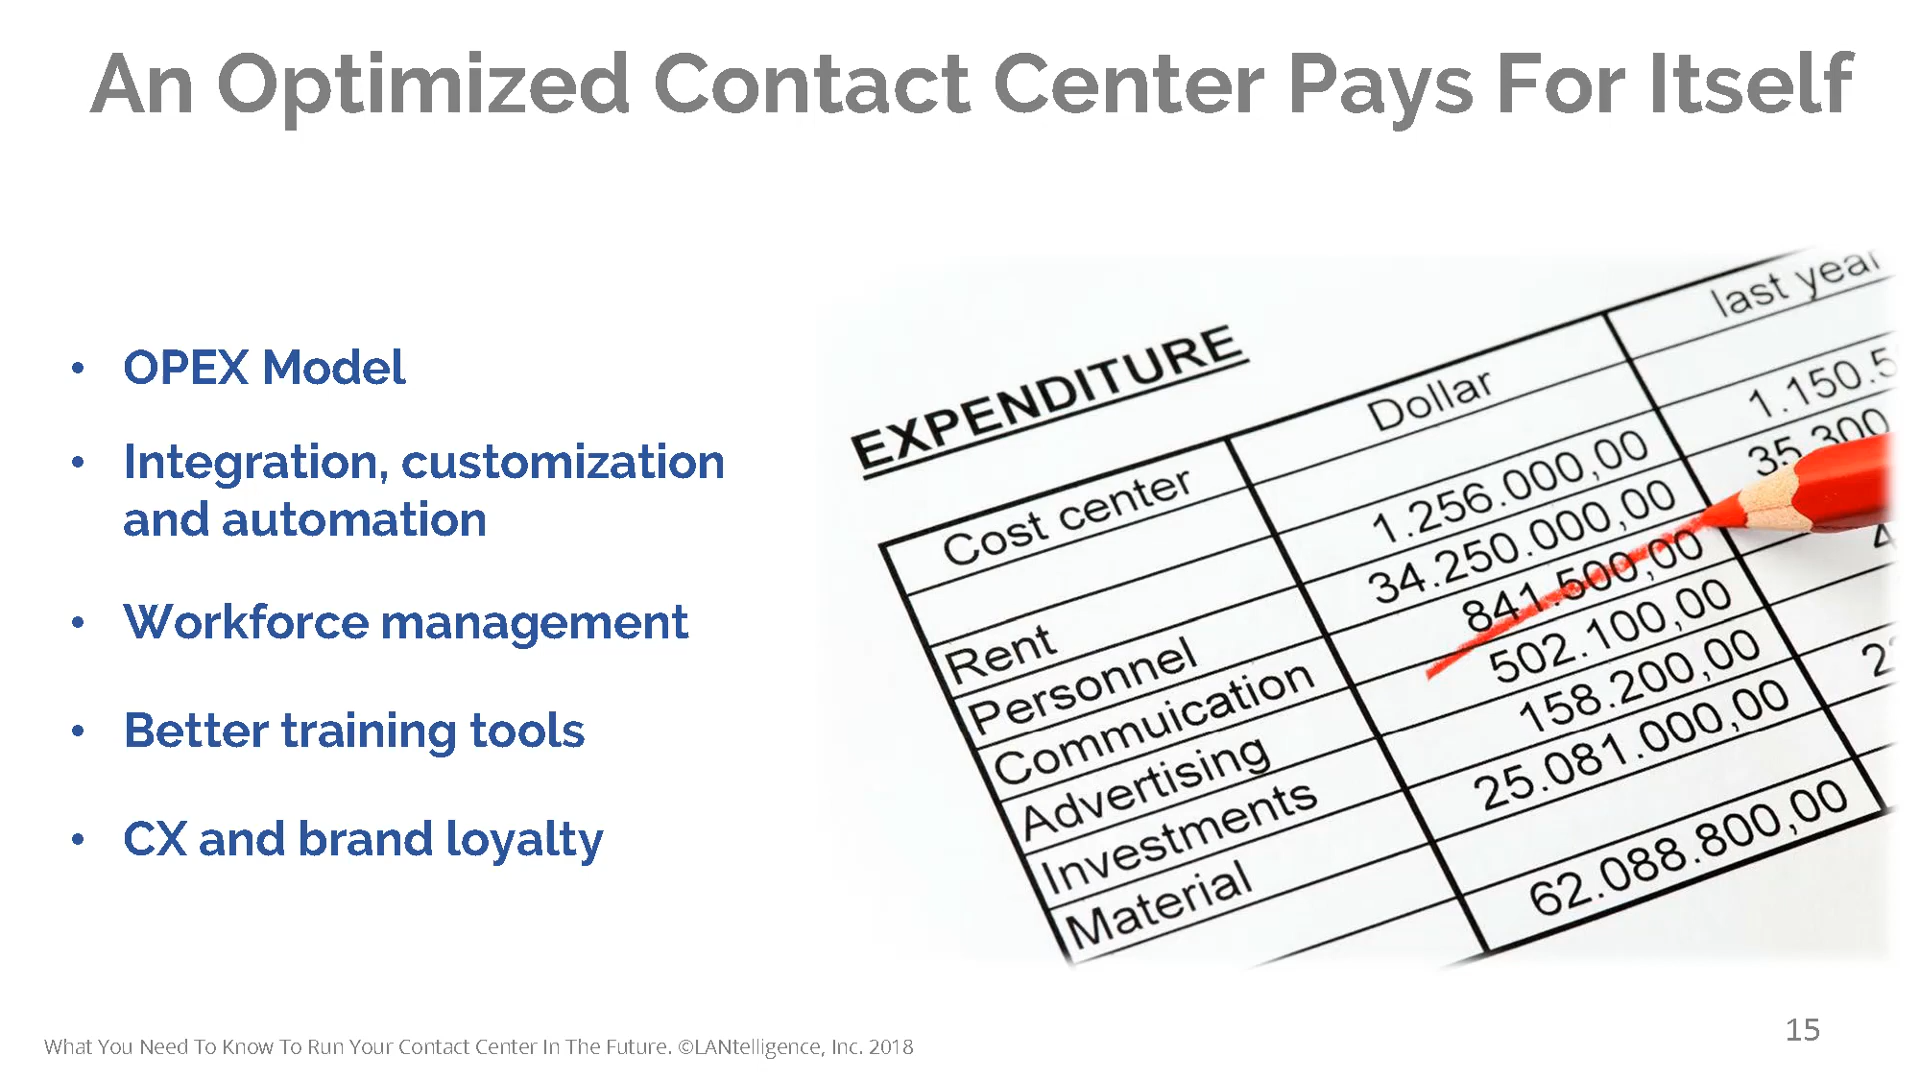 An Optimized Contact Center Pays For Itself
• OPEX Model
• Integration, customization
and automation
• Workforce management
• Better training tools
• CX and brand loyalty
EXPENDITURE
Cost center Dollar last year
Rent 1.256.000,00 1.150.5
Personnel 34.250.000,00 35.300
Commuication 841.500,00 4
Advertising 502.100,00
Investments 158.200,00 2
Material 25.081.000,00
62.088.800,00
What You Need To Know To Run Your Contact Center In The Future. ©LANtelligence, Inc. 2018
15